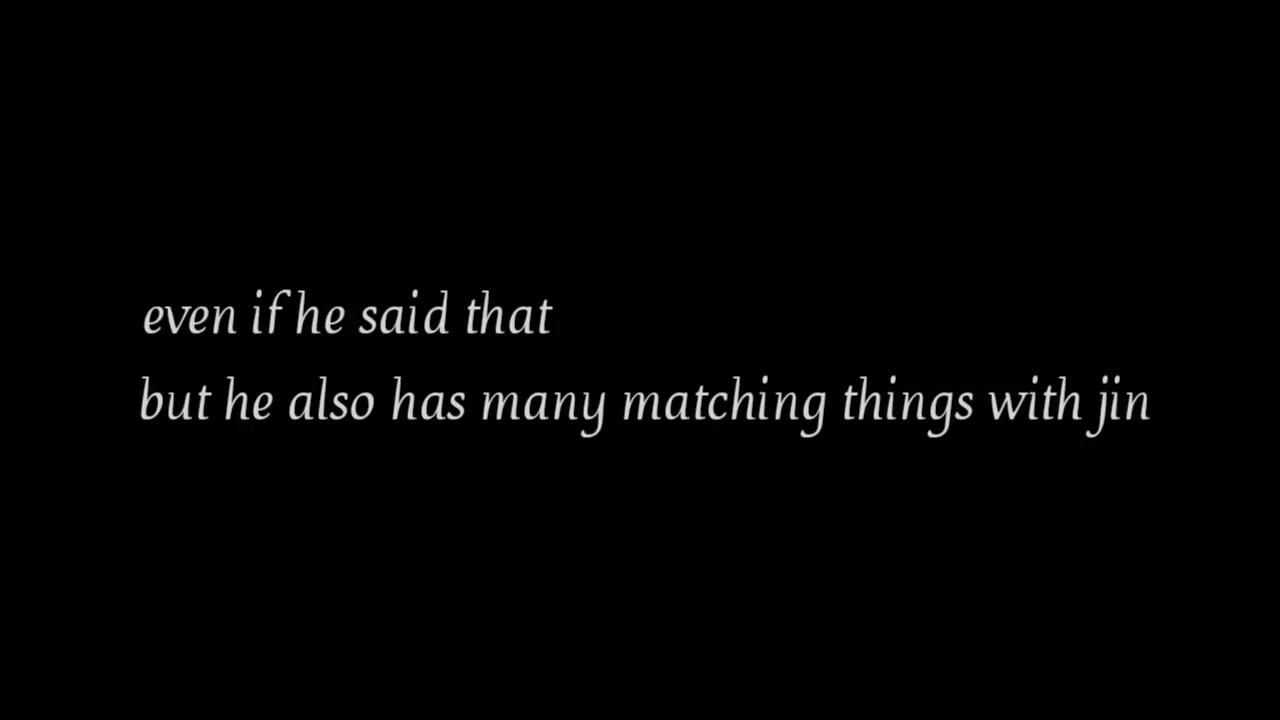 even if he said that
but he also has many matching things with jin